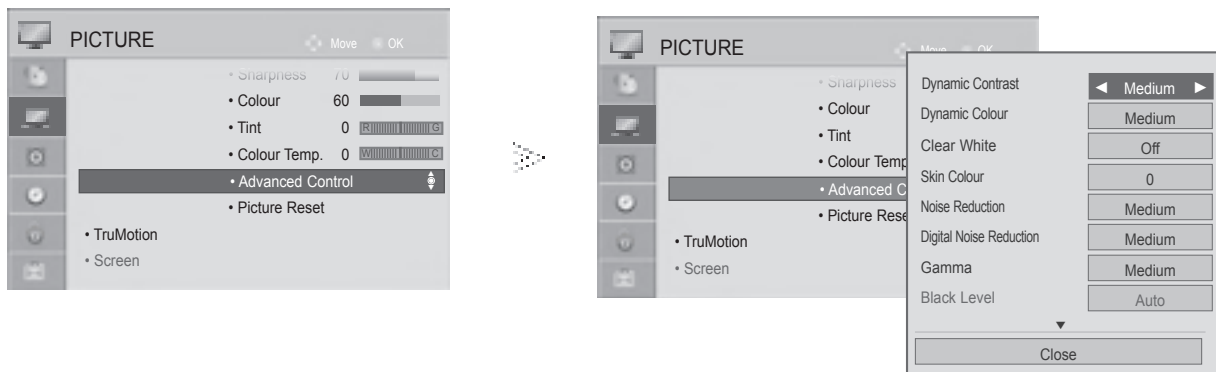 PICTURE
Move OK
• Sharpness 70
• Colour 60
• Tint 0 R G
• Colour Temp. 0 W C
• Advanced Control
• Picture Reset
• TruMotion
• Screen
PICTURE
Move OK
• Sharpness
• Colour
• Tint
• Colour Temp
• Advanced C
• Picture Rese
• TruMotion
• Screen
Dynamic Contrast ◀ Medium ▶
Dynamic Colour Medium
Clear White Off
Skin Colour 0
Noise Reduction Medium
Digital Noise Reduction Medium
Gamma Medium
Black Level Auto
▼
Close